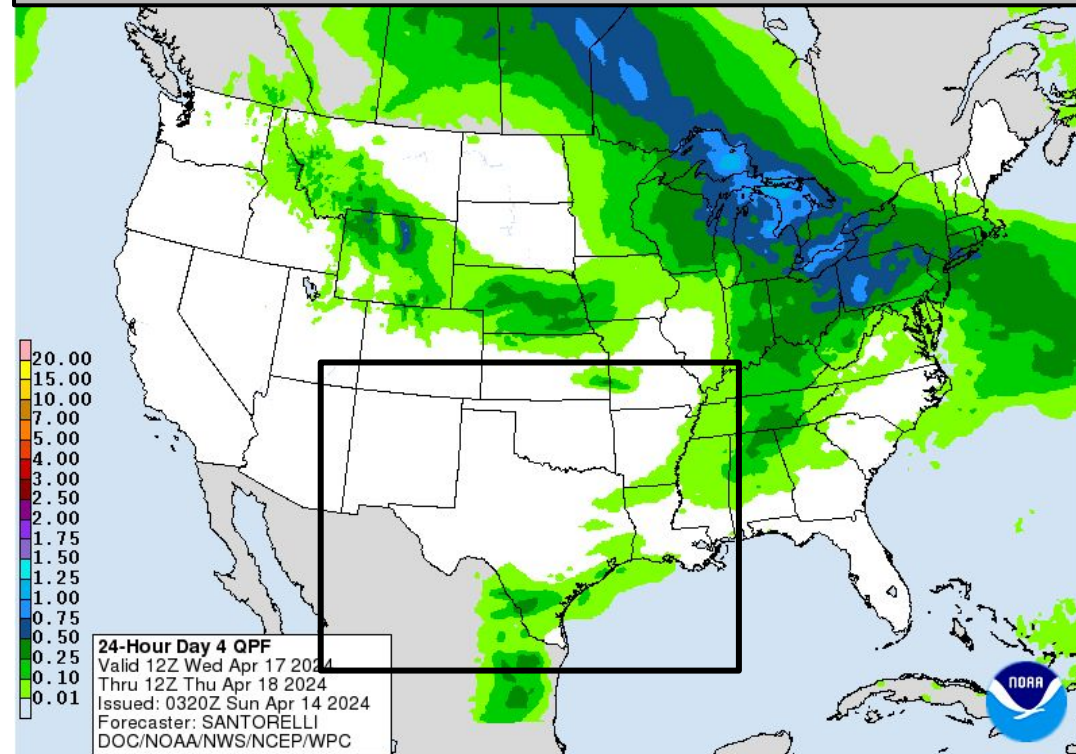 20.00
15.00
10.00
7.00
5.00
4.00
3.00
2.50
2.00
1.75
1.50
1.25
1.00
0.75
0.50
0.25
0.10
0.01
24-Hour Day 4 QPF
Valid 12Z Wed Apr 17 2024
Thru 12Z Thu Apr 18 2024
Issued: 0320Z Sun Apr 14 2024
Forecaster: SANTORELLI
DOC/NOAA/NWS/NCEP/WPC
NOAA